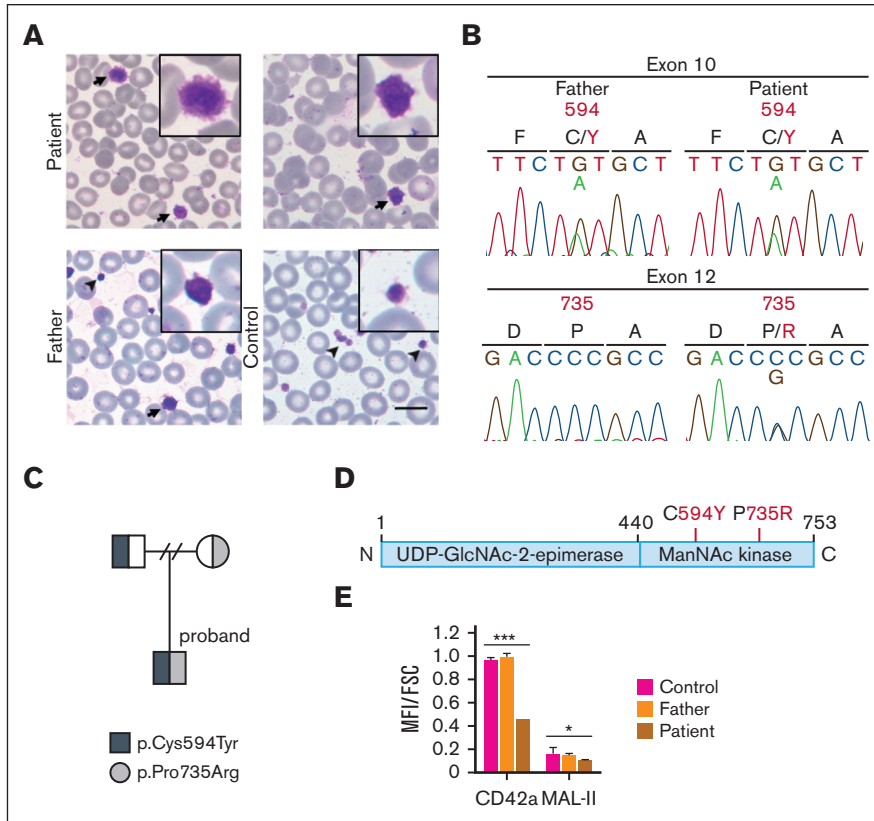 A
Patient
Father
Control
B
Exon 10
Father
Patient
594
594
F C/Y A
F C/Y A
T T C T G T G C T
T T C T G T G C T
A
A
Exon 12
735
735
D P A
D P/R A
G A C C C C G C C
G A C C C C G C C
G
C
proband
p.Cys594Tyr
p.Pro735Arg
D
C594Y P735R
1
440
753
N
UDP-GlcNAc-2-epimerase
ManNAc kinase
C
E
MFI/FSC
1.2
1.0
0.8
0.6
0.4
0.2
0
***
*
CD42a MAL-II
Control
Father
Patient